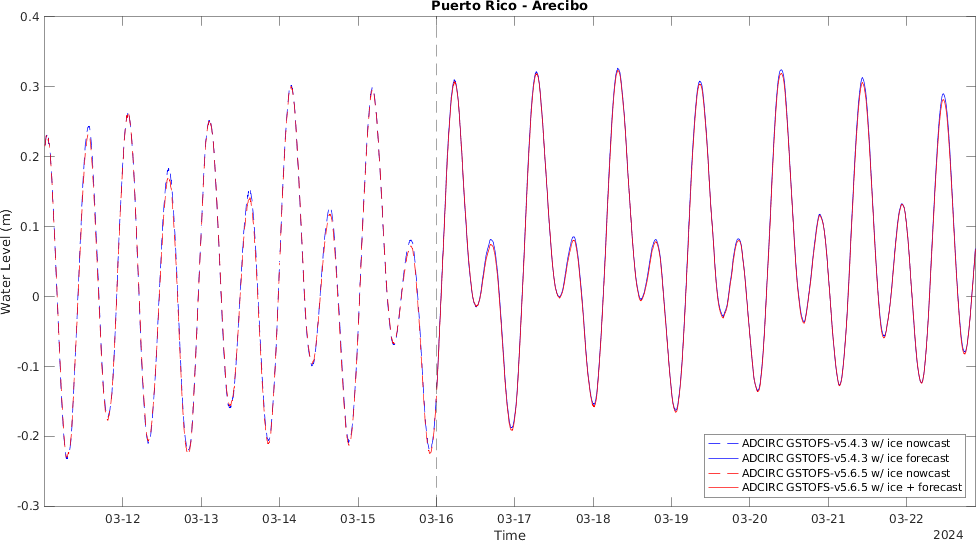 Puerto Rico - Arecibo
0.4
0.3
0.2
0.1
0
-0.1
-0.2
-0.3
Water Level (m)
ADCIRC GSTOFS-v5.4.3 w/ ice nowcast
ADCIRC GSTOFS-v5.4.3 w/ ice forecast
ADCIRC GSTOFS-v5.6.5 w/ ice nowcast
ADCIRC GSTOFS-v5.6.5 w/ ice + forecast
03-12 03-13 03-14 03-15 03-16 03-17 03-18 03-19 03-20 03-21 03-22
Time
2024